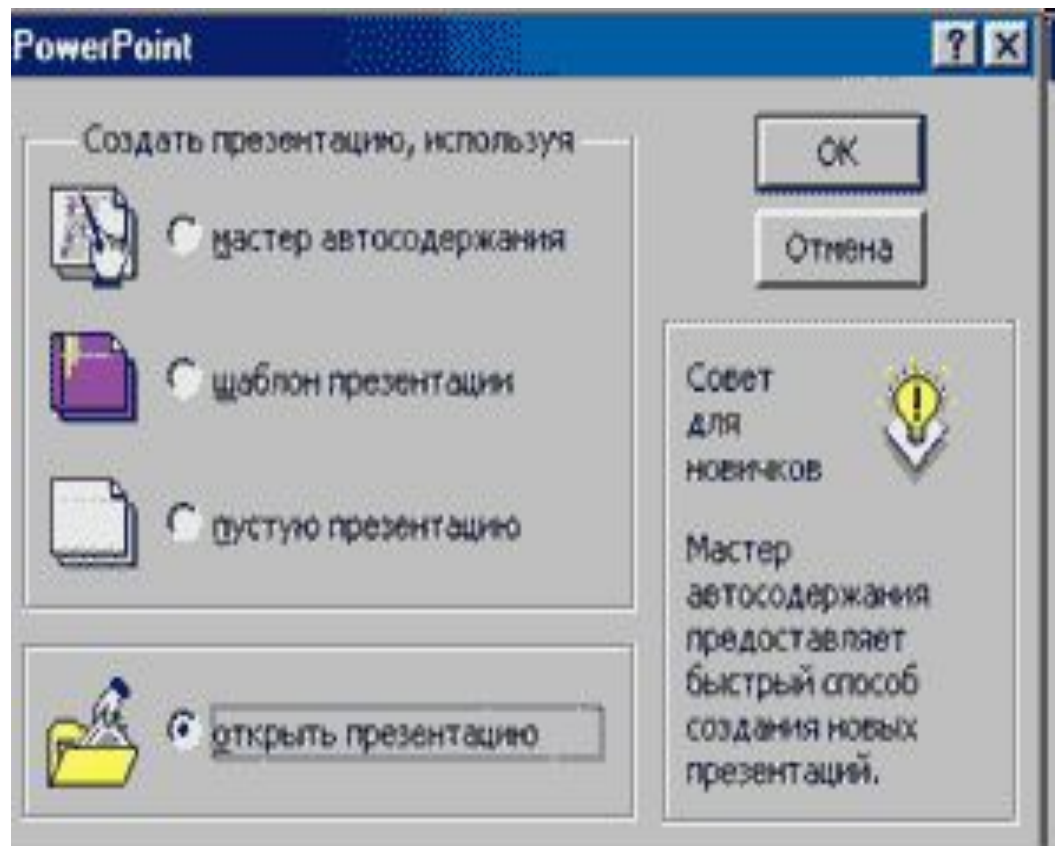 PowerPoint
Создать презентацию, используя
мастер автосодержания
шаблон презентации
пустую презентацию
открыть презентацию
OK
Отмена
Совет
для
новичков
Мастер
автосодержания
предоставляет
быстрый способ
создания новых
презентаций.